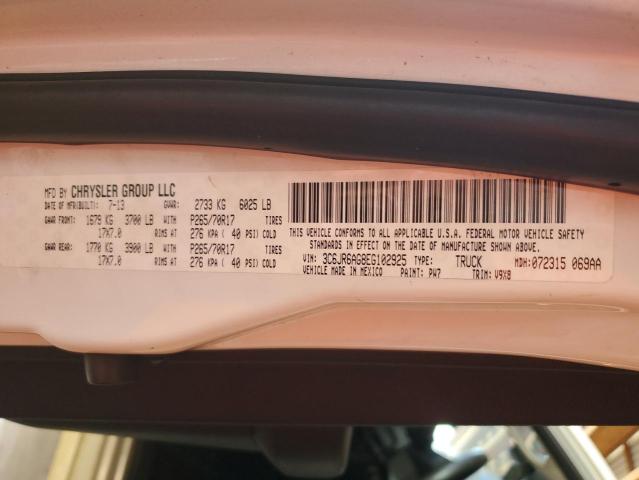 MFD BY CHRYSLER GROUP LLC
DATE OF MFR(BUILT): 7-13 GVWR: 2733 KG 6025 LB
GAWR FRONT: 1679 KG 3700 LB WITH P265/70R17 TIRES
17X7.0 RIMS AT 276 KPA ( 40 PSI) COLD
GAWR REAR: 1770 KG 3900 LB WITH P265/70R17 TIRES
17X7.0 RIMS AT 276 KPA ( 40 PSI) COLD
THIS VEHICLE CONFORMS TO ALL APPLICABLE U.S.A. FEDERAL MOTOR VEHICLE SAFETY
STANDARDS IN EFFECT ON THE DATE OF MANUFACTURE SHOWN ABOVE.
VIN: 3C6JR6AG8EG102925 TYPE: TRUCK MDH: 072315 069AA
VEHICLE MADE IN MEXICO PAINT: PW7 TRIM: V9X8